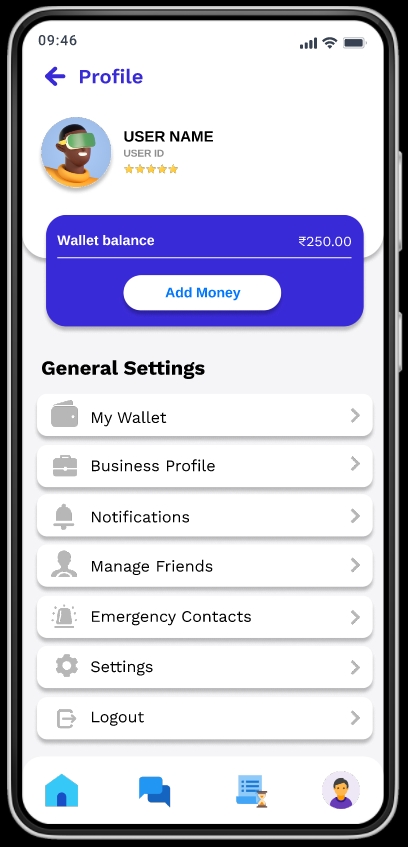 09:46
Profile
USER NAME
USER ID
Wallet balance ₹250.00
Add Money
General Settings
My Wallet
Business Profile
Notifications
Manage Friends
Emergency Contacts
Settings
Logout